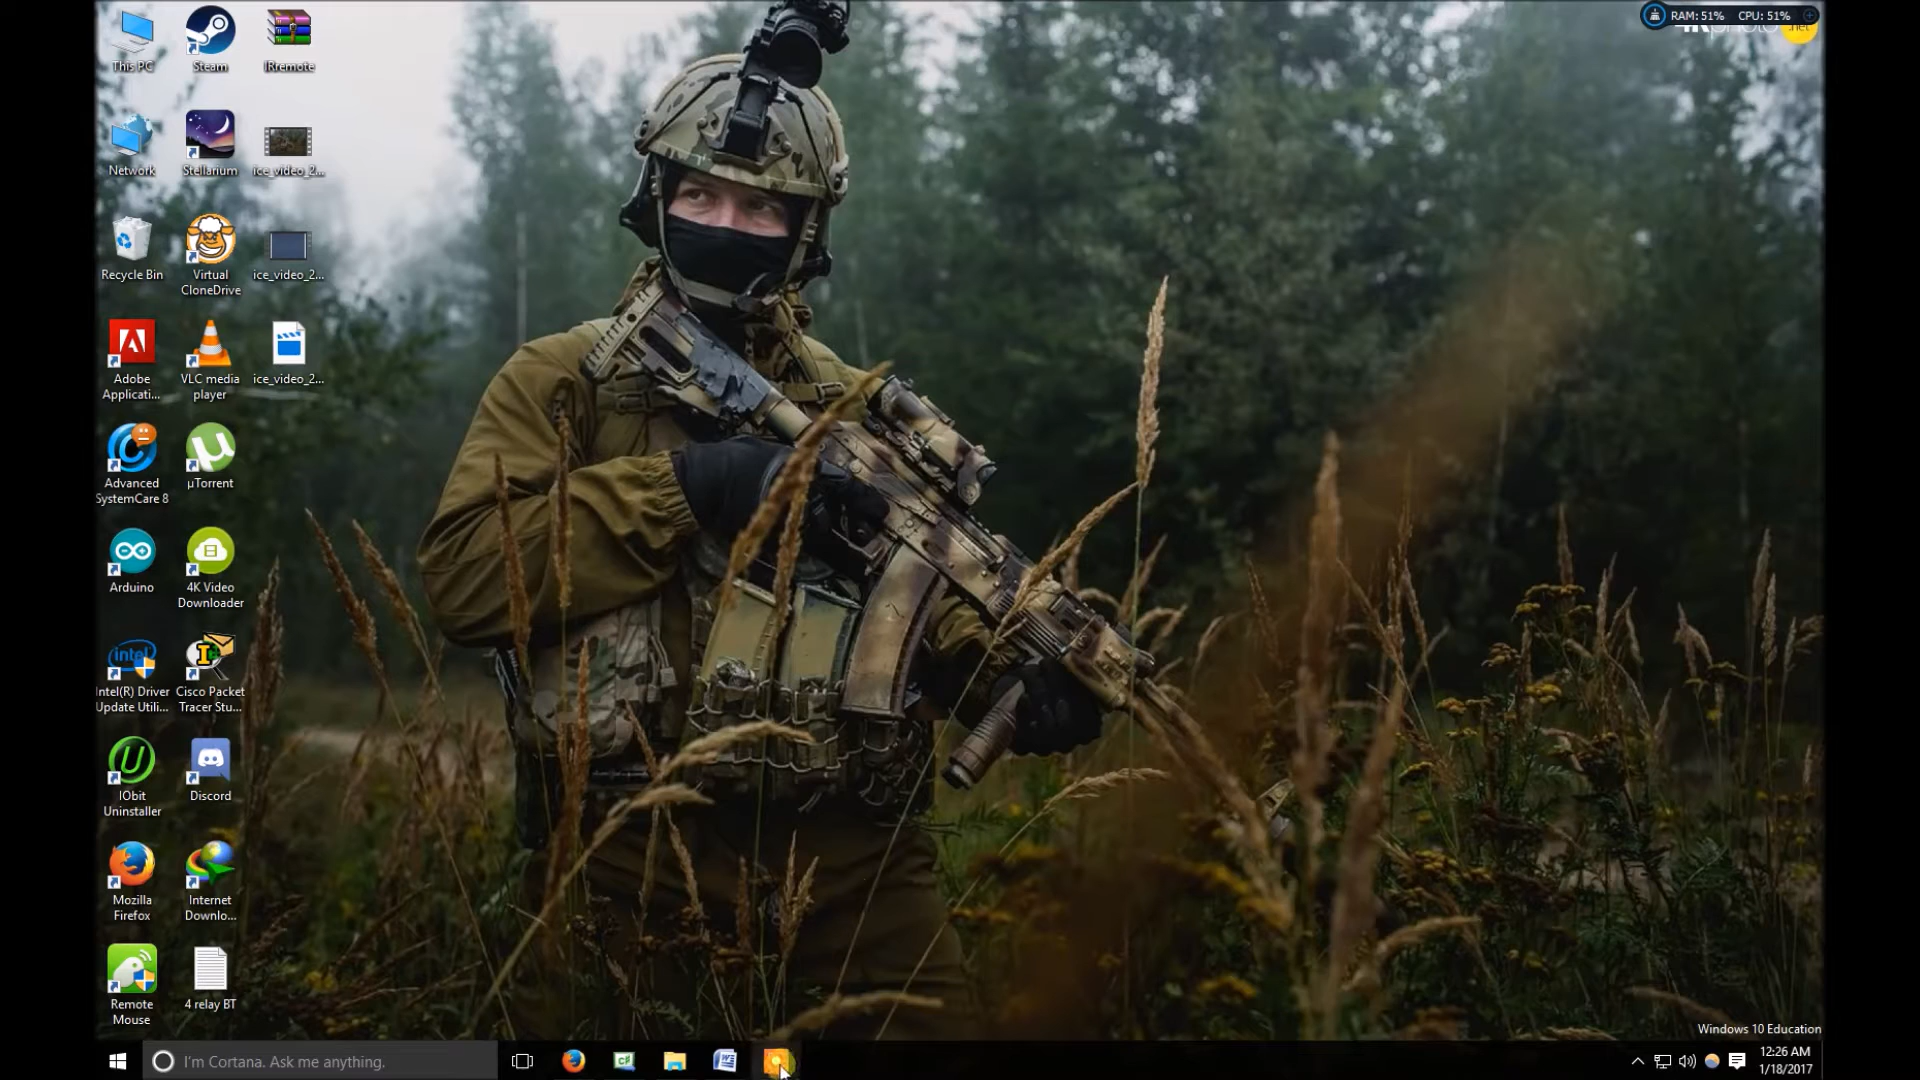 This PC
Steam
IRremote
Network
Stellarium
ice_video_2...
Recycle Bin
Virtual
CloneDrive
ice_video_2...
Adobe
Applicati...
VLC media
player
ice_video_2...
Advanced
SystemCare 8
µTorrent
Arduino
4K Video
Downloader
intel
Intel(R) Driver
Update Utili...
Cisco Packet
Tracer Stu...
IObit
Uninstaller
Discord
Mozilla
Firefox
Internet
Downlo...
Remote
Mouse
4 relay BT
RAM: 51% CPU: 51%
.net
Windows 10 Education
I'm Cortana. Ask me anything.
12:26 AM
1/18/2017